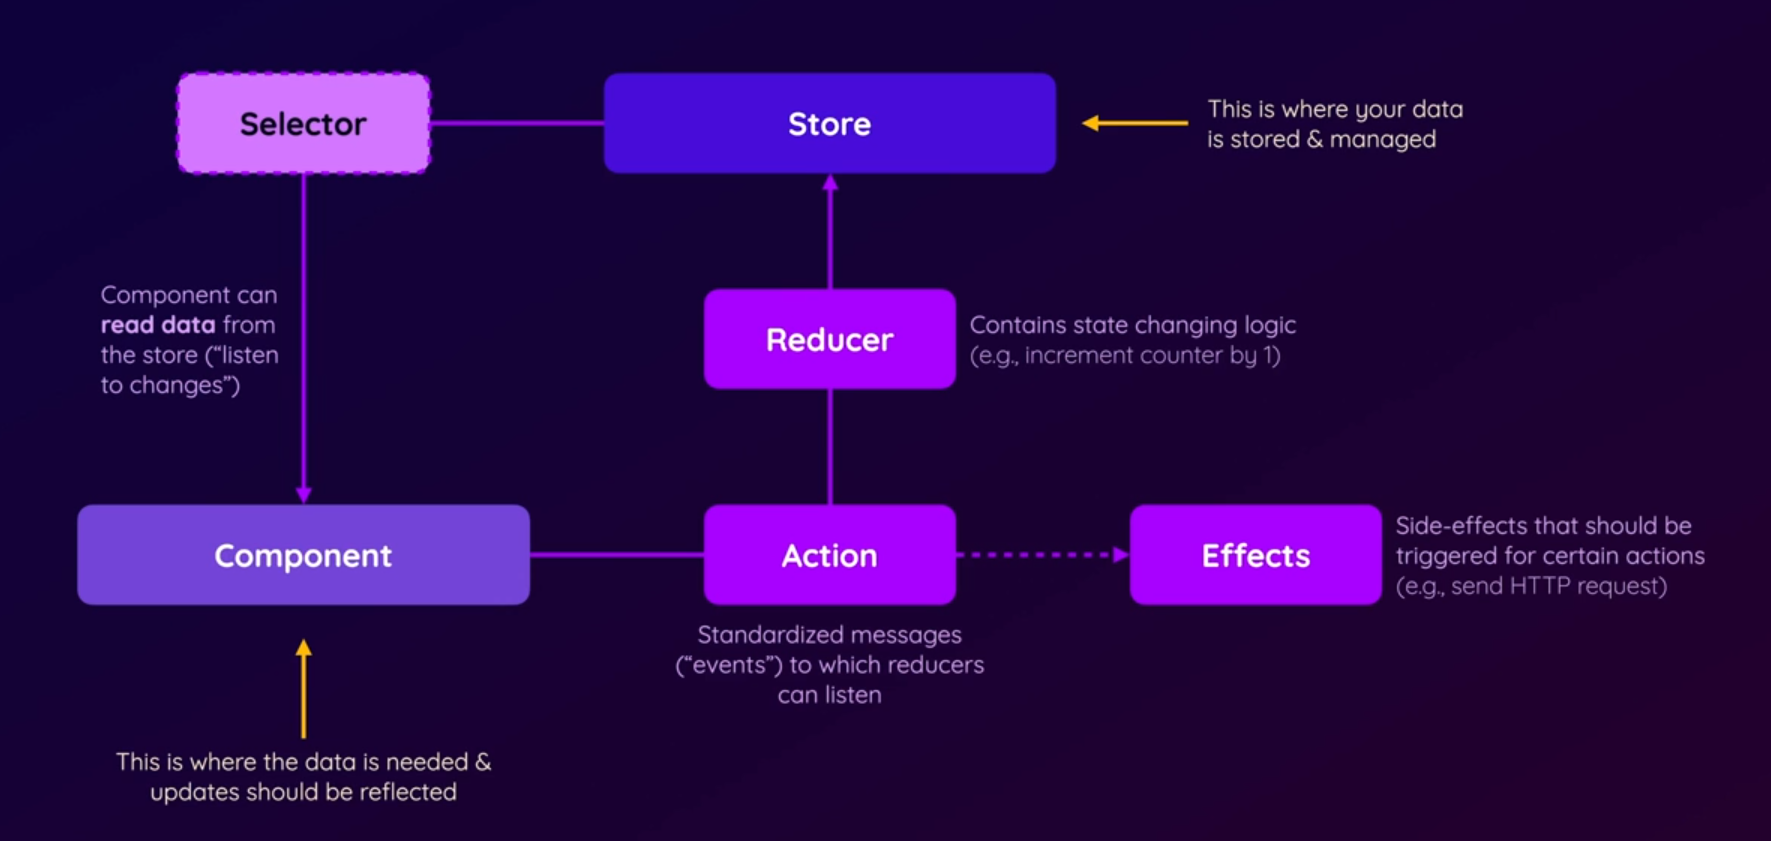 Selector
Store
This is where your data
is stored & managed
Component can
read data from
the store (“listen
to changes”)
Reducer
Contains state changing logic
(e.g., increment counter by 1)
Component
Action
Effects
Side-effects that should be
triggered for certain actions
(e.g., send HTTP request)
Standardized messages
(“events”) to which reducers
can listen
This is where the data is needed &
updates should be reflected